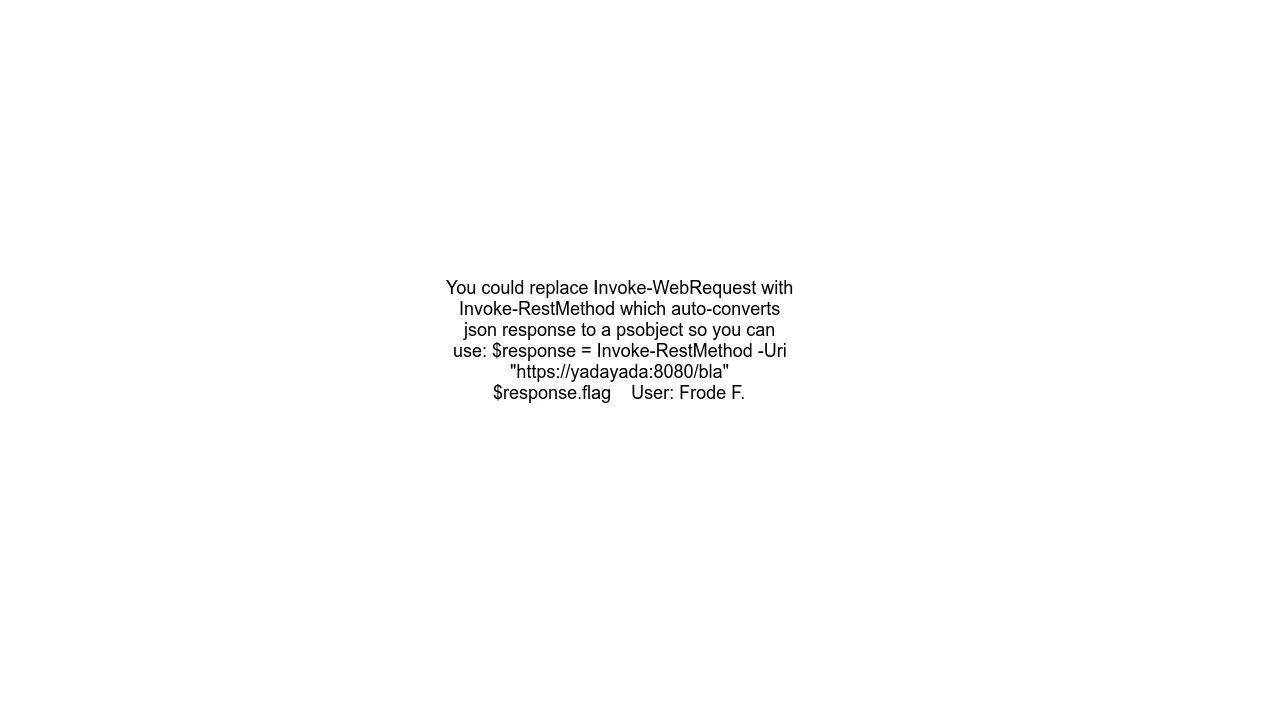 You could replace Invoke-WebRequest with
Invoke-RestMethod which auto-converts
json response to a psobject so you can
use: $response = Invoke-RestMethod -Uri
"https://yadayada:8080/bla"
$response.flag    User: Frode F.